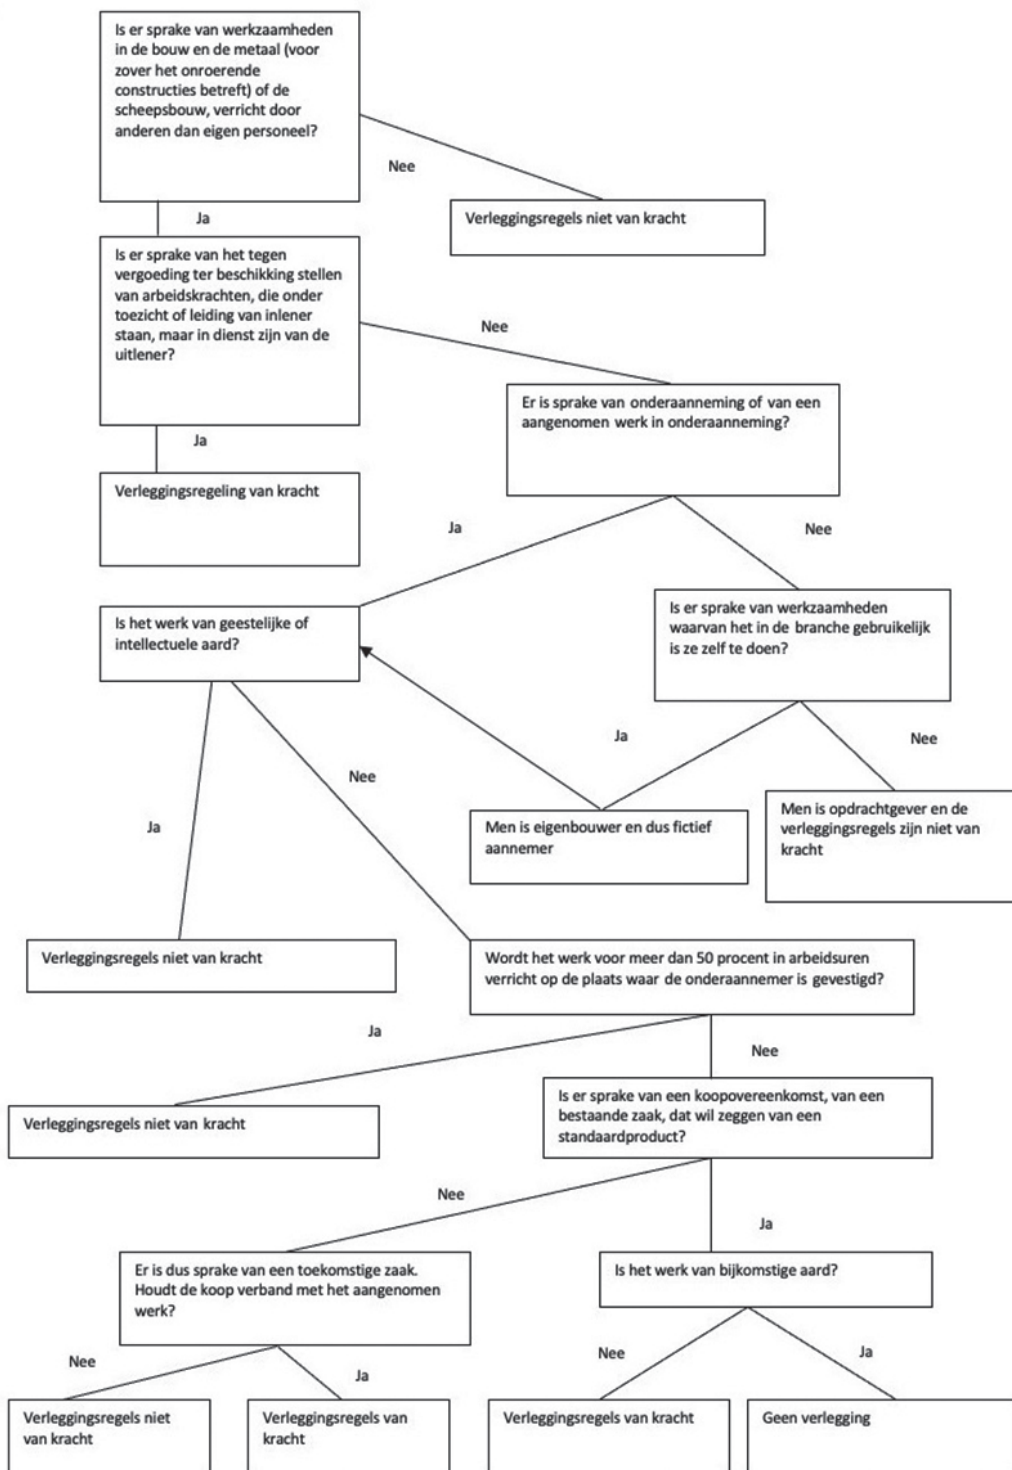 Is er sprake van werkzaamheden
in de bouw en de metaal (voor
zover het onroerende
constructies betreft) of de
scheepsbouw, verricht door
anderen dan eigen personeel?
Nee
Verleggingsregels niet van kracht
Ja
Is er sprake van het tegen
vergoeding ter beschikking stellen
van arbeidskrachten, die onder
toezicht of leiding van inlener
staan, maar in dienst zijn van de
uitlener?
Nee
Er is sprake van onderaanneming of van een
aangenomen werk in onderaanneming?
Ja
Verleggingsregeling van kracht
Ja
Nee
Is het werk van geestelijke of
intellectuele aard?
Is er sprake van werkzaamheden
waarvan het in de branche gebruikelijk
is ze zelf te doen?
Ja
Nee
Nee
Ja
Men is eigenbouwer en dus fictief
aannemer
Men is opdrachtgever en de
verleggingsregels zijn niet van
kracht
Verleggingsregels niet van kracht
Wordt het werk voor meer dan 50 procent in arbeidsuren
verricht op de plaats waar de onderaannemer is gevestigd?
Ja
Nee
Verleggingsregels niet van kracht
Is er sprake van een koopovereenkomst, van een
bestaande zaak, dat wil zeggen van een
standaardproduct?
Nee
Ja
Er is dus sprake van een toekomstige zaak.
Houdt de koop verband met het aangenomen
werk?
Is het werk van bijkomstige aard?
Nee
Ja
Nee
Ja
Verleggingsregels niet
van kracht
Verleggingsregels van
kracht
Verleggingsregels van kracht
Geen verlegging